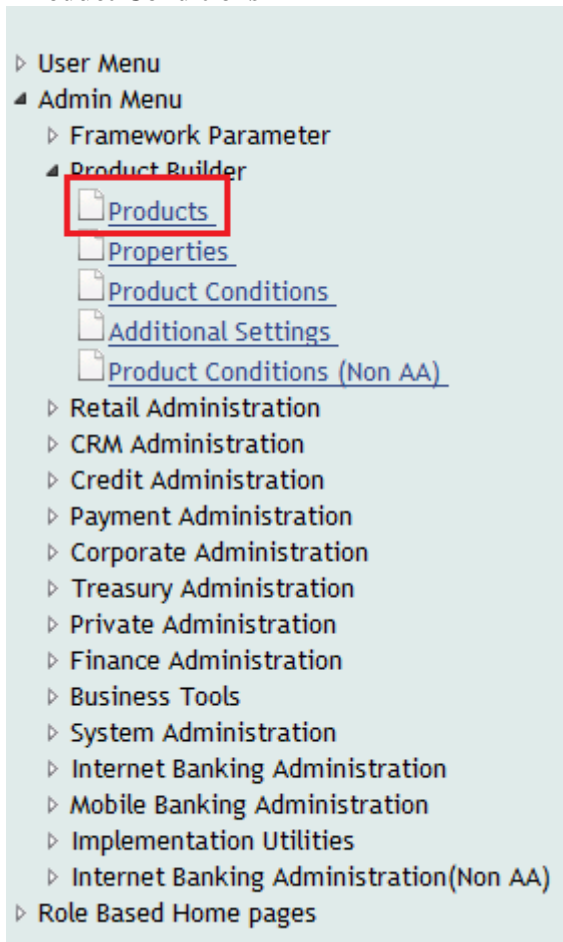 User Menu
Admin Menu
Framework Parameter
Product Builder
Products
Properties
Product Conditions
Additional Settings
Product Conditions (Non AA)
Retail Administration
CRM Administration
Credit Administration
Payment Administration
Corporate Administration
Treasury Administration
Private Administration
Finance Administration
Business Tools
System Administration
Internet Banking Administration
Mobile Banking Administration
Implementation Utilities
Internet Banking Administration(Non AA)
Role Based Home pages